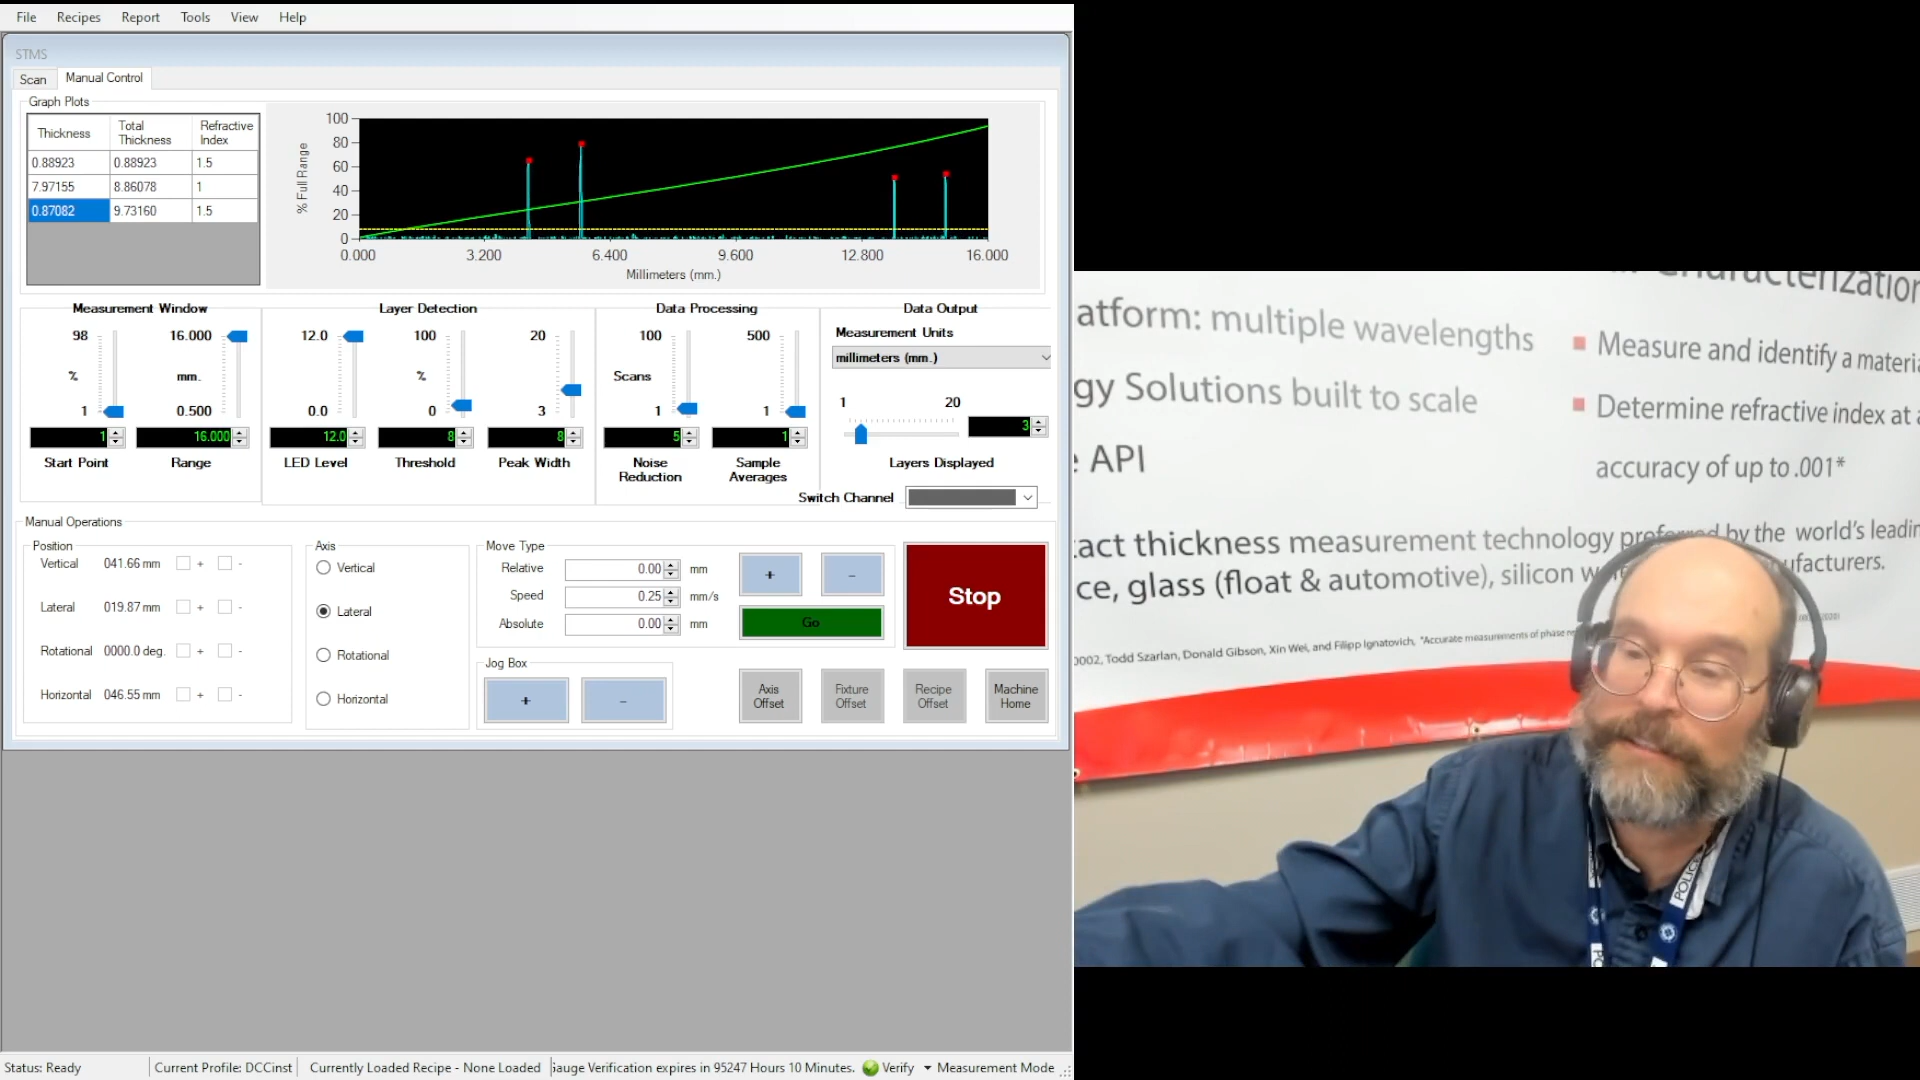 File Recipes Report Tools View Help
STMS
Scan Manual Control
Graph Plots
Thickness Total Thickness Refractive Index
0.88923 0.88923 1.5
7.97155 8.86078 1
0.87082 9.73160 1.5
% Full Range
100
80
60
40
20
0
0.000 3.200 6.400 9.600 12.800 16.000
Millimeters (mm.)
Measurement Window Layer Detection Data Processing Data Output
98 16.000 12.0 100 20 100 500 Measurement Units
millimeters (mm.)
% mm. % Scans
1 0.500 0.0 0 3 1 1
1 20
1 16.000 12.0 8 8 5 1 3
Start Point Range LED Level Threshold Peak Width Noise Reduction Sample Averages Layers Displayed
Switch Channel
Manual Operations
Position Axis Move Type
Vertical 041.66 mm + - Vertical Relative 0.00 mm + -
Speed 0.25 mm/s
Lateral 019.87 mm + - Lateral Absolute 0.00 mm Go Stop
Rotational 0000.0 deg. + - Rotational Jog Box
Horizontal 046.55 mm + - Horizontal + -
Axis Offset Fixture Offset Recipe Offset Machine Home
Status: Ready Current Profile: DCCinst Currently Loaded Recipe - None Loaded auge Verification expires in 95247 Hours 10 Minutes. Verify Measurement Mode
Characterization
atform: multiple wavelengths
Measure and identify a materia
gy Solutions built to scale
Determine refractive index at a
accuracy of up to .001*
API
act thickness measurement technology preferred by the world's leadin
ce, glass (float & automotive), silicon
ufacturers.
0002, Todd Szarlan, Donald Gibson, Xin Wei, and Filipp Ignatovich, "Accurate measurements of phase
POLIC